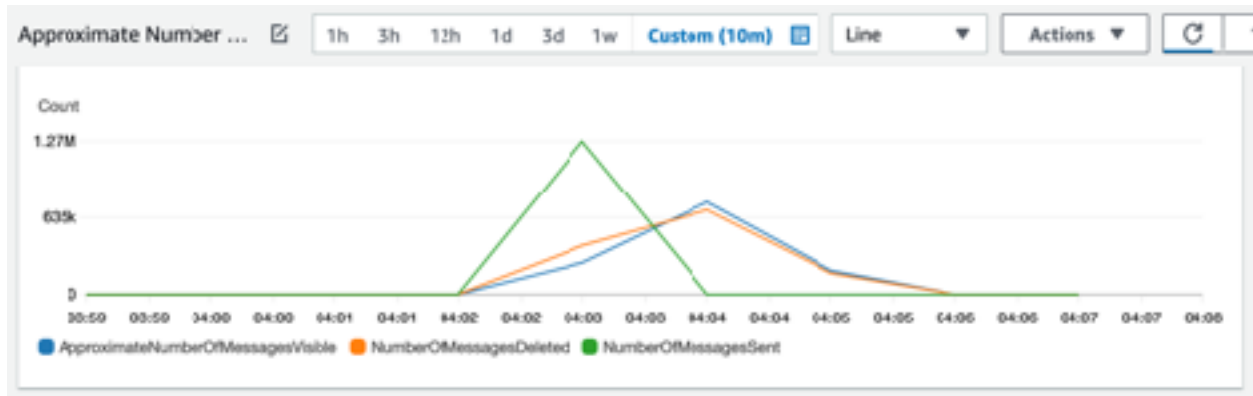 Approximate Number ... 1h 3h 12h 1d 3d 1w Custom (10m) Line Actions
Count
1.27M
635k
0
03:59 03:59 04:00 04:00 04:01 04:01 04:02 04:02 04:03 04:03 04:04 04:04 04:05 04:05 04:06 04:06 04:07 04:07 04:08
ApproximateNumberOfMessagesVisible NumberOfMessagesDeleted NumberOfMessagesSent